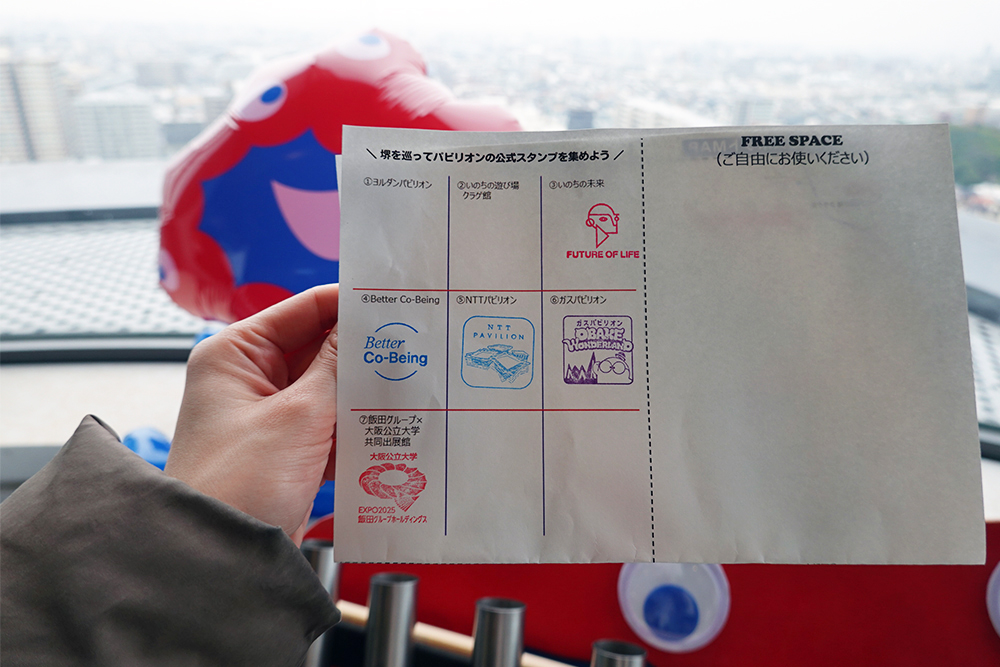 ＼ 堺を巡ってパビリオンの公式スタンプを集めよう ／
①ヨルダンパビリオン
②いのちの遊び場
クラゲ館
③いのちの未来
FUTURE OF LIFE
④Better Co-Being
Better
Co-Being
⑤NTTパビリオン
NTT
PAVILION
⑥ガスパビリオン
ガスパビリオン
OBAKE
WONDERLAND
⑦飯田グループ×
大阪公立大学
共同出展館
大阪公立大学
EXPO2025
飯田グループホールディングス
FREE SPACE
（ご自由にお使いください）